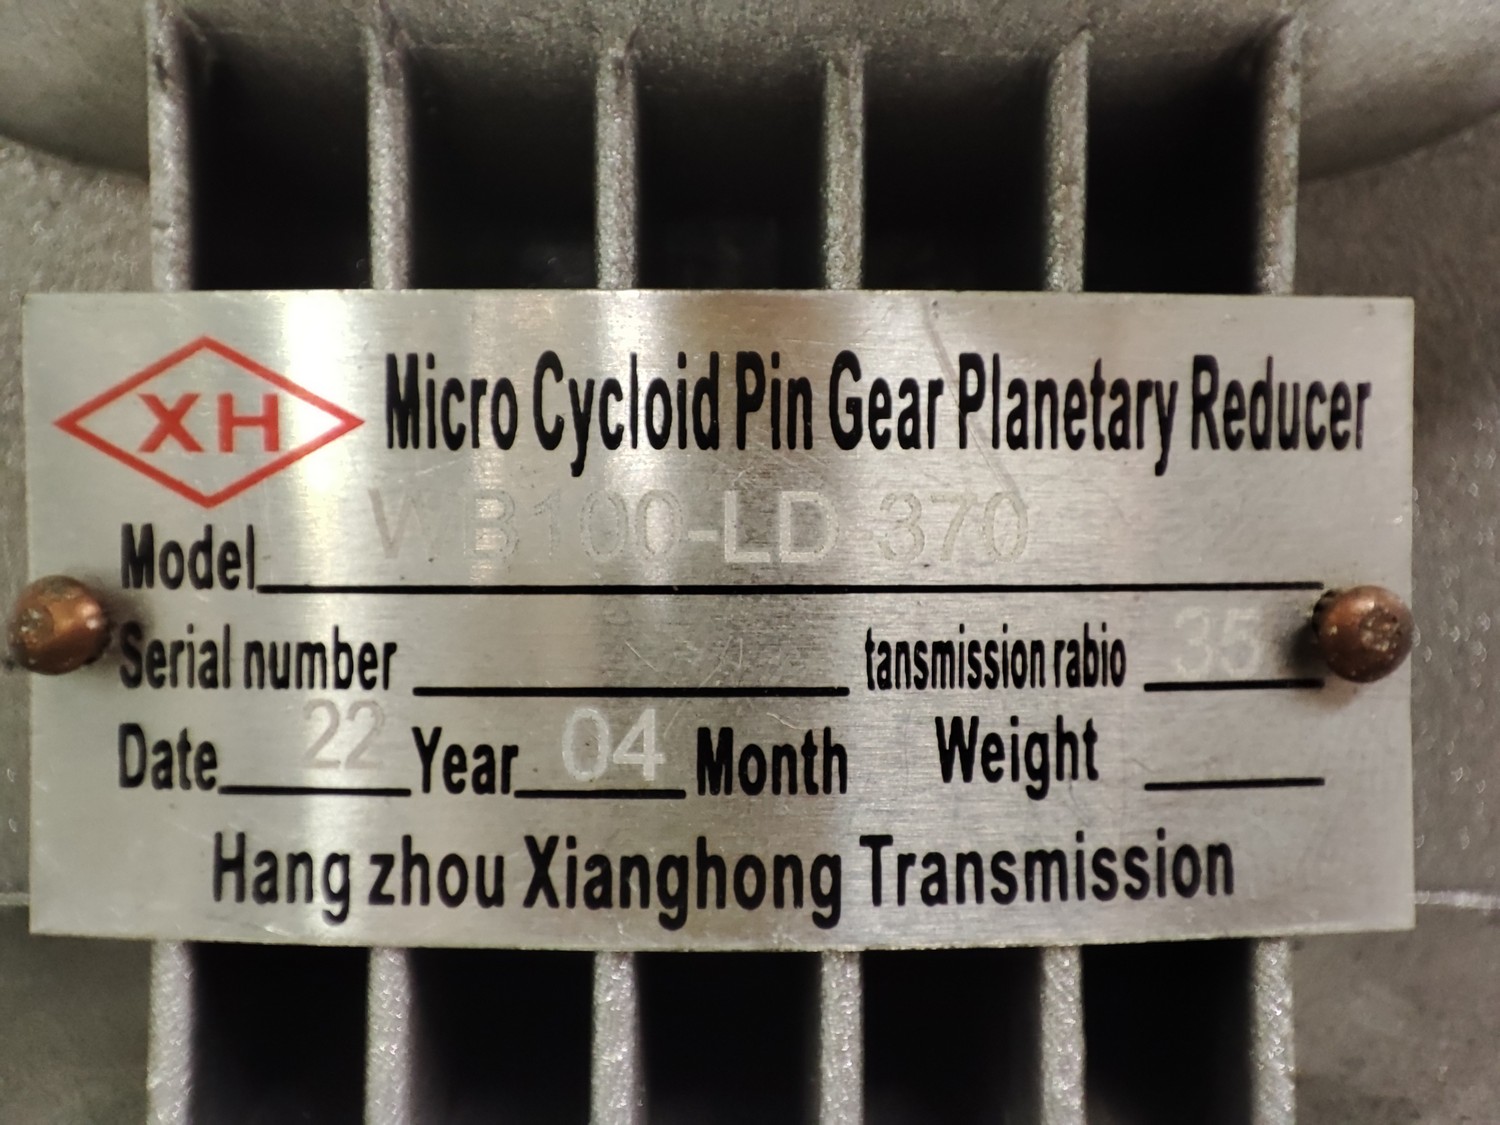 XH Micro Cycloid Pin Gear Planetary Reducer
Model WB100-LD 370
Serial number tansmission rabio 35
Date 22 Year 04 Month Weight
Hang zhou Xianghong Transmission